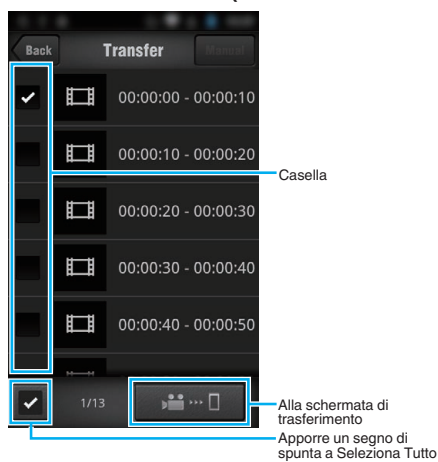 Back
Transfer
Manual
00:00:00 - 00:00:10
00:00:10 - 00:00:20
Casella
00:00:20 - 00:00:30
00:00:30 - 00:00:40
00:00:40 - 00:00:50
1/13
Alla schermata di
trasferimento
Apporre un segno di
spunta a Seleziona Tutto